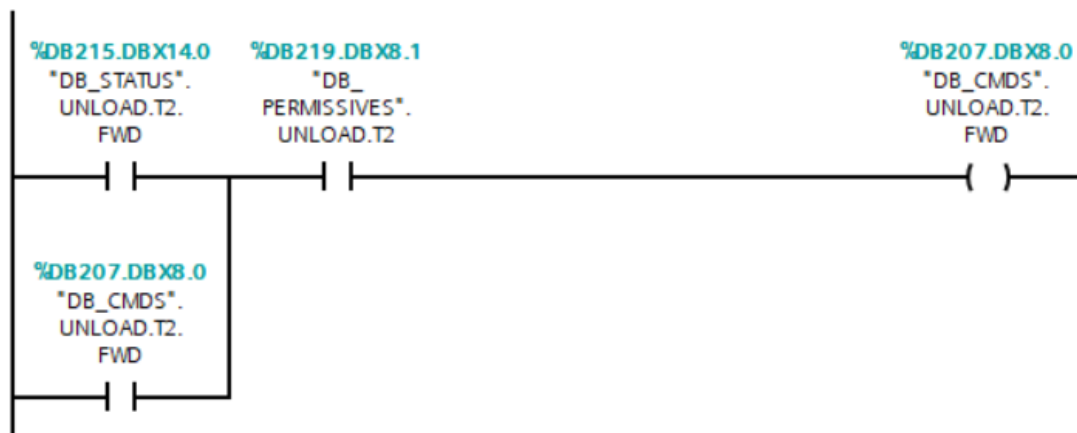 %DB215.DBX14.0
"DB_STATUS".
UNLOAD.T2.
FWD
%DB219.DBX8.1
"DB_
PERMISSIVES".
UNLOAD.T2
%DB207.DBX8.0
"DB_CMDS".
UNLOAD.T2.
FWD
%DB207.DBX8.0
"DB_CMDS".
UNLOAD.T2.
FWD